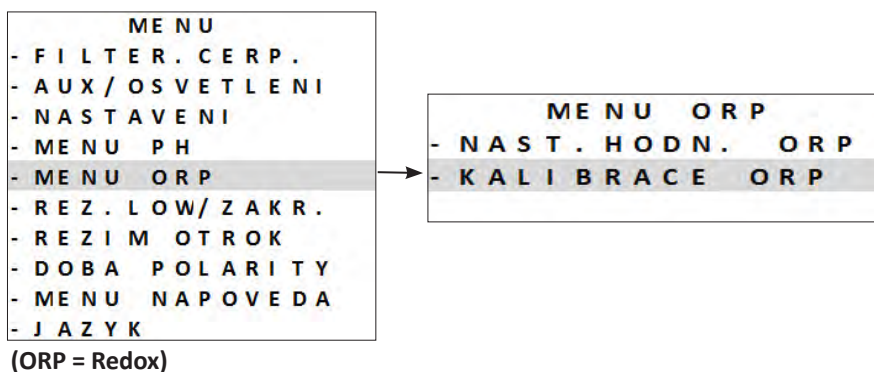 MENU
- FILTER. CERP.
- AUX/OSVETLENI
- NASTAVENI
- MENU PH
- MENU ORP
- REZ. LOW/ZAKR.
- REZIM OTROK
- DOBA POLARITY
- MENU NAPOVEDA
- JAZYK
(ORP = Redox)
MENU ORP
- NAST. HODN. ORP
- KALIBRACE ORP